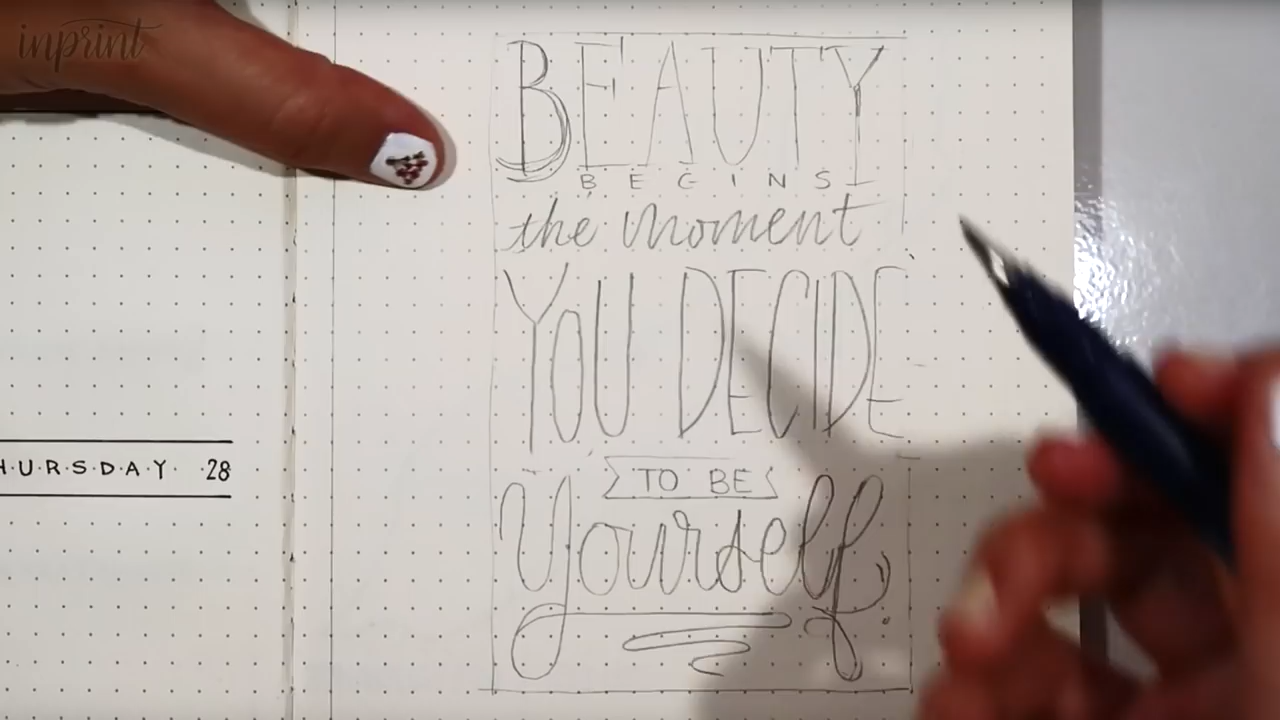 inprint
BEAUTY
BEGINS
the moment
YOU DECIDE
HURSDAY 28
TO BE
yourself.